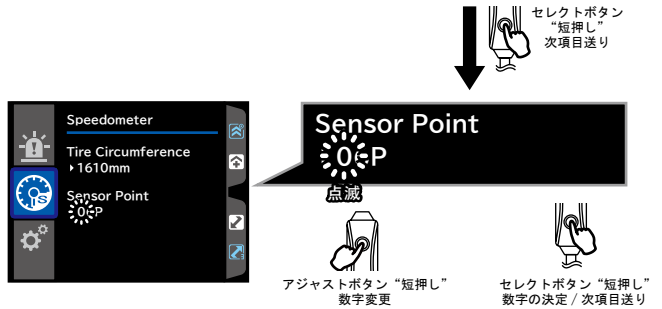 セレクトボタン
“短押し”
次項目送り
Speedometer
Tire Circumference
1610mm
Sensor Point
06P
Sensor Point
06P
点滅
アジャストボタン“短押し”
数字変更
セレクトボタン“短押し”
数字の決定 / 次項目送り